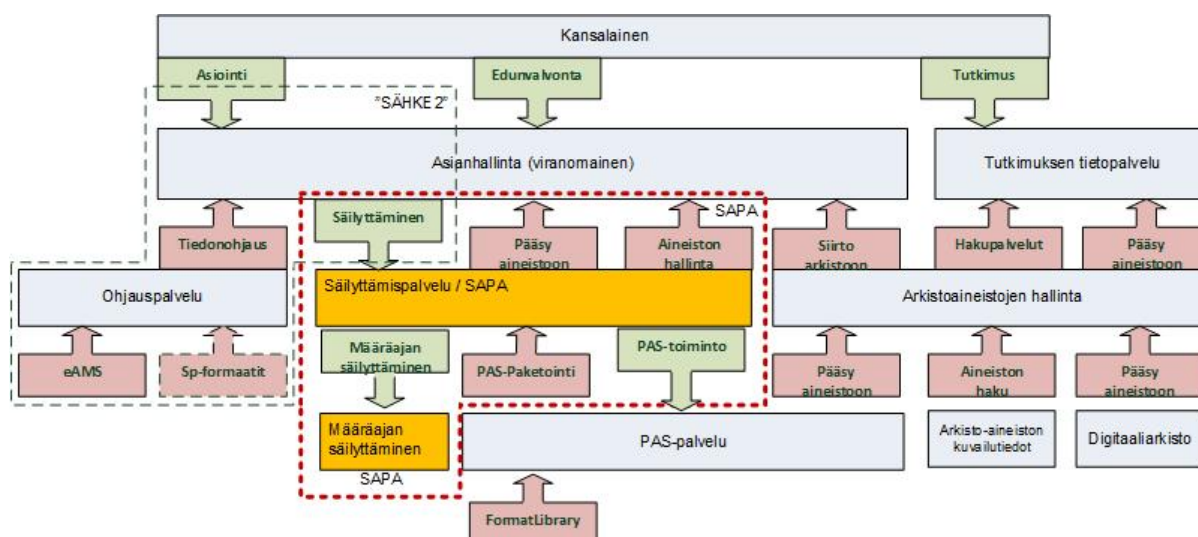 Kansalainen
Asiointi
Edunvalvonta
Tutkimus
"SÄHKE 2"
Asianhallinta (viranomainen)
Tutkimuksen tietopalvelu
Säilyttäminen
SAPA
Tiedonohjaus
Pääsy
aineistoon
Aineiston
hallinta
Siirto
arkistoon
Hakupalvelut
Pääsy
aineistoon
Ohjauspalvelu
Säilyttämispalvelu / SAPA
Arkistoaineistojen hallinta
eAMS
Sp-formaatit
Määräajan
säilyttäminen
PAS-Paketointi
PAS-toiminto
Pääsy
aineistoon
Aineiston
haku
Pääsy
aineistoon
Määräajan
säilyttäminen
PAS-palvelu
Arkisto-aineiston
kuvailutiedot
Digitaaliarkisto
SAPA
FormatLibrary